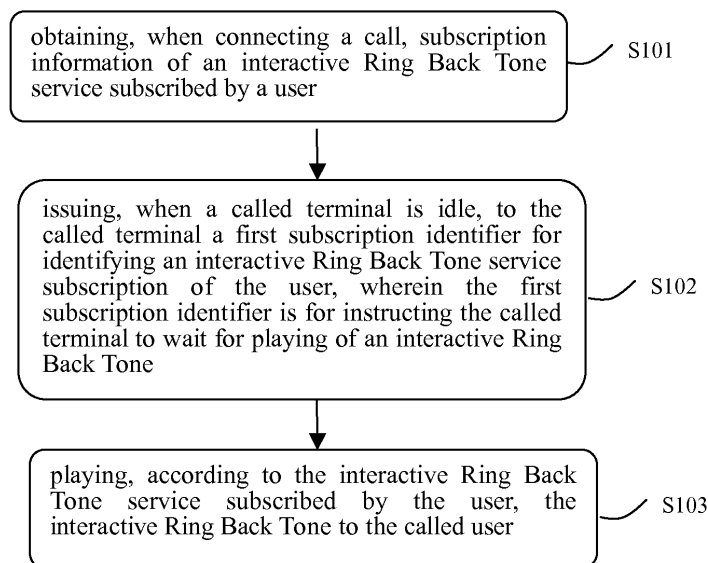 obtaining, when connecting a call, subscription
information of an interactive Ring Back Tone
service subscribed by a user
S101
issuing, when a called terminal is idle, to the
called terminal a first subscription identifier for
identifying an interactive Ring Back Tone service
subscription of the user, wherein the first
subscription identifier is for instructing the called
terminal to wait for playing of an interactive Ring
Back Tone
S102
playing, according to the interactive Ring Back
Tone service subscribed by the user, the
interactive Ring Back Tone to the called user
S103